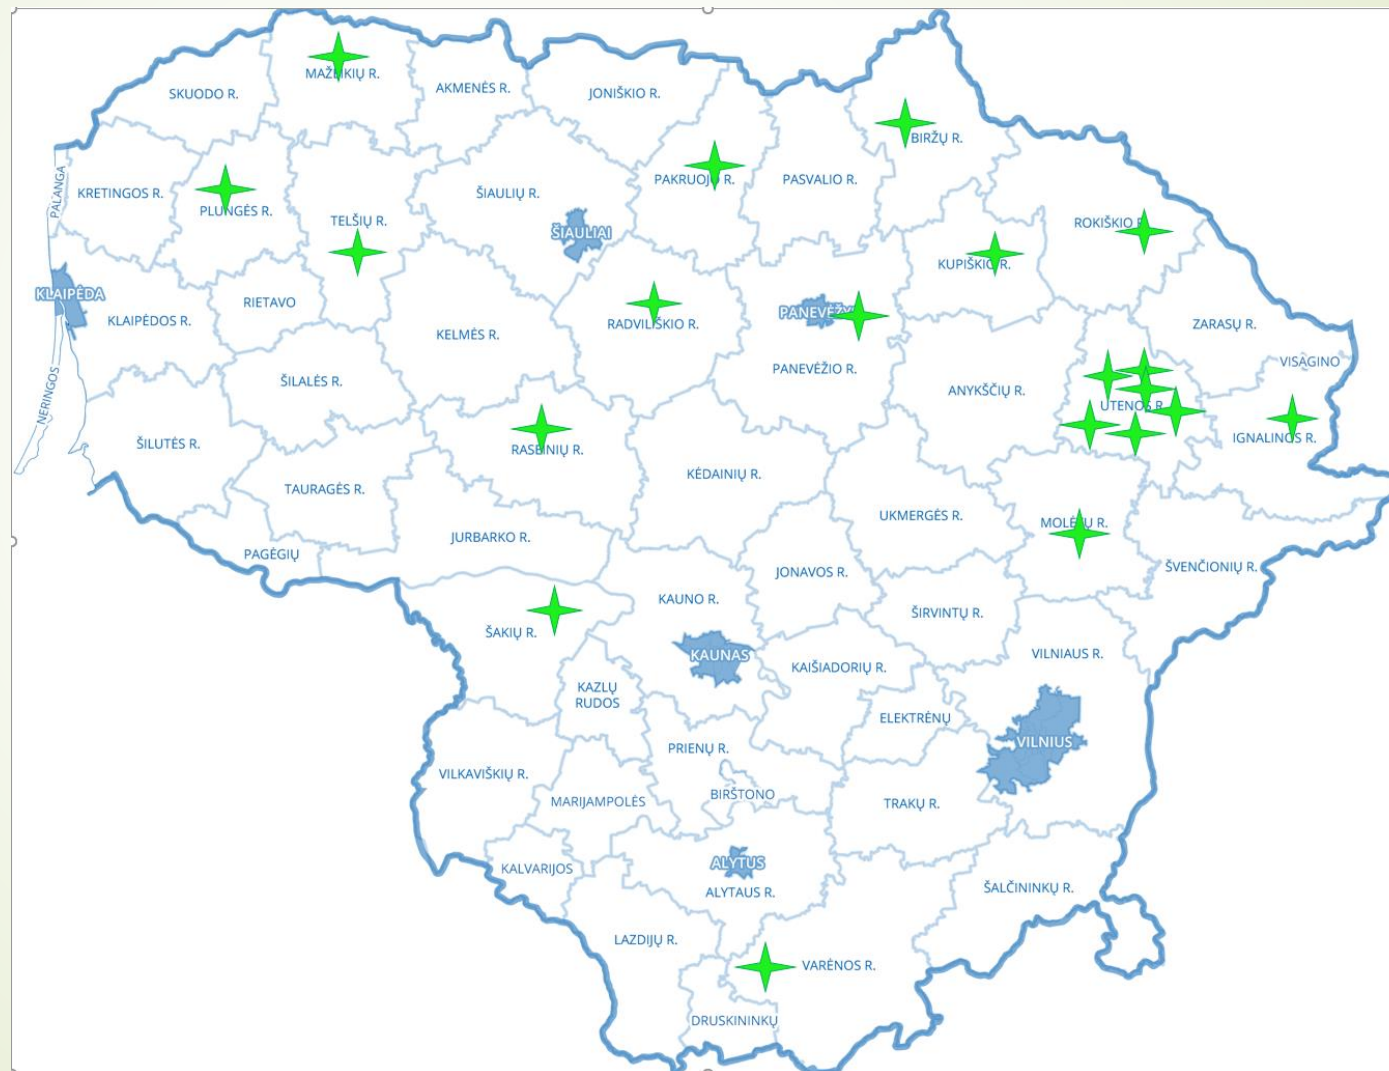 MAŽEIKIŲ R.
SKUODO R.
AKMENĖS R.
JONIŠKIO R.
BIRŽŲ R.
PALANGA
KRETINGOS R.
PLUNGĖS R.
TELŠIŲ R.
ŠIAULIŲ R.
PAKRUOJO R.
PASVALIO R.
ŠIAULIAI
ROKIŠKIO R.
KUPIŠKIO R.
KLAIPĖDA
KLAIPĖDOS R.
RIETAVO
KELMĖS R.
RADVILIŠKIO R.
PANEVĖŽYS
PANEVĖŽIO R.
ZARASŲ R.
VISAGINO
NERINGOS
ŠILALĖS R.
ANYKŠČIŲ R.
UTENOS R.
IGNALINOS R.
ŠILUTĖS R.
RASEINIŲ R.
TAURAGĖS R.
KĖDAINIŲ R.
UKMERGĖS R.
MOLĖTŲ R.
PAGĖGIŲ
JURBARKO R.
JONAVOS R.
ŠVENČIONIŲ R.
ŠAKIŲ R.
KAUNO R.
ŠIRVINTŲ R.
KAUNAS
KAIŠIADORIŲ R.
VILNIAUS R.
KAZLŲ
RUDOS
ELEKTRĖNŲ
VILNIUS
PRIENŲ R.
VILKAVIŠKIŲ R.
MARIJAMPOLĖS
BIRŠTONO
TRAKŲ R.
KALVARIJOS
ALYTUS
ALYTAUS R.
ŠALČININKŲ R.
LAZDIJŲ R.
VARĖNOS R.
DRUSKININKŲ